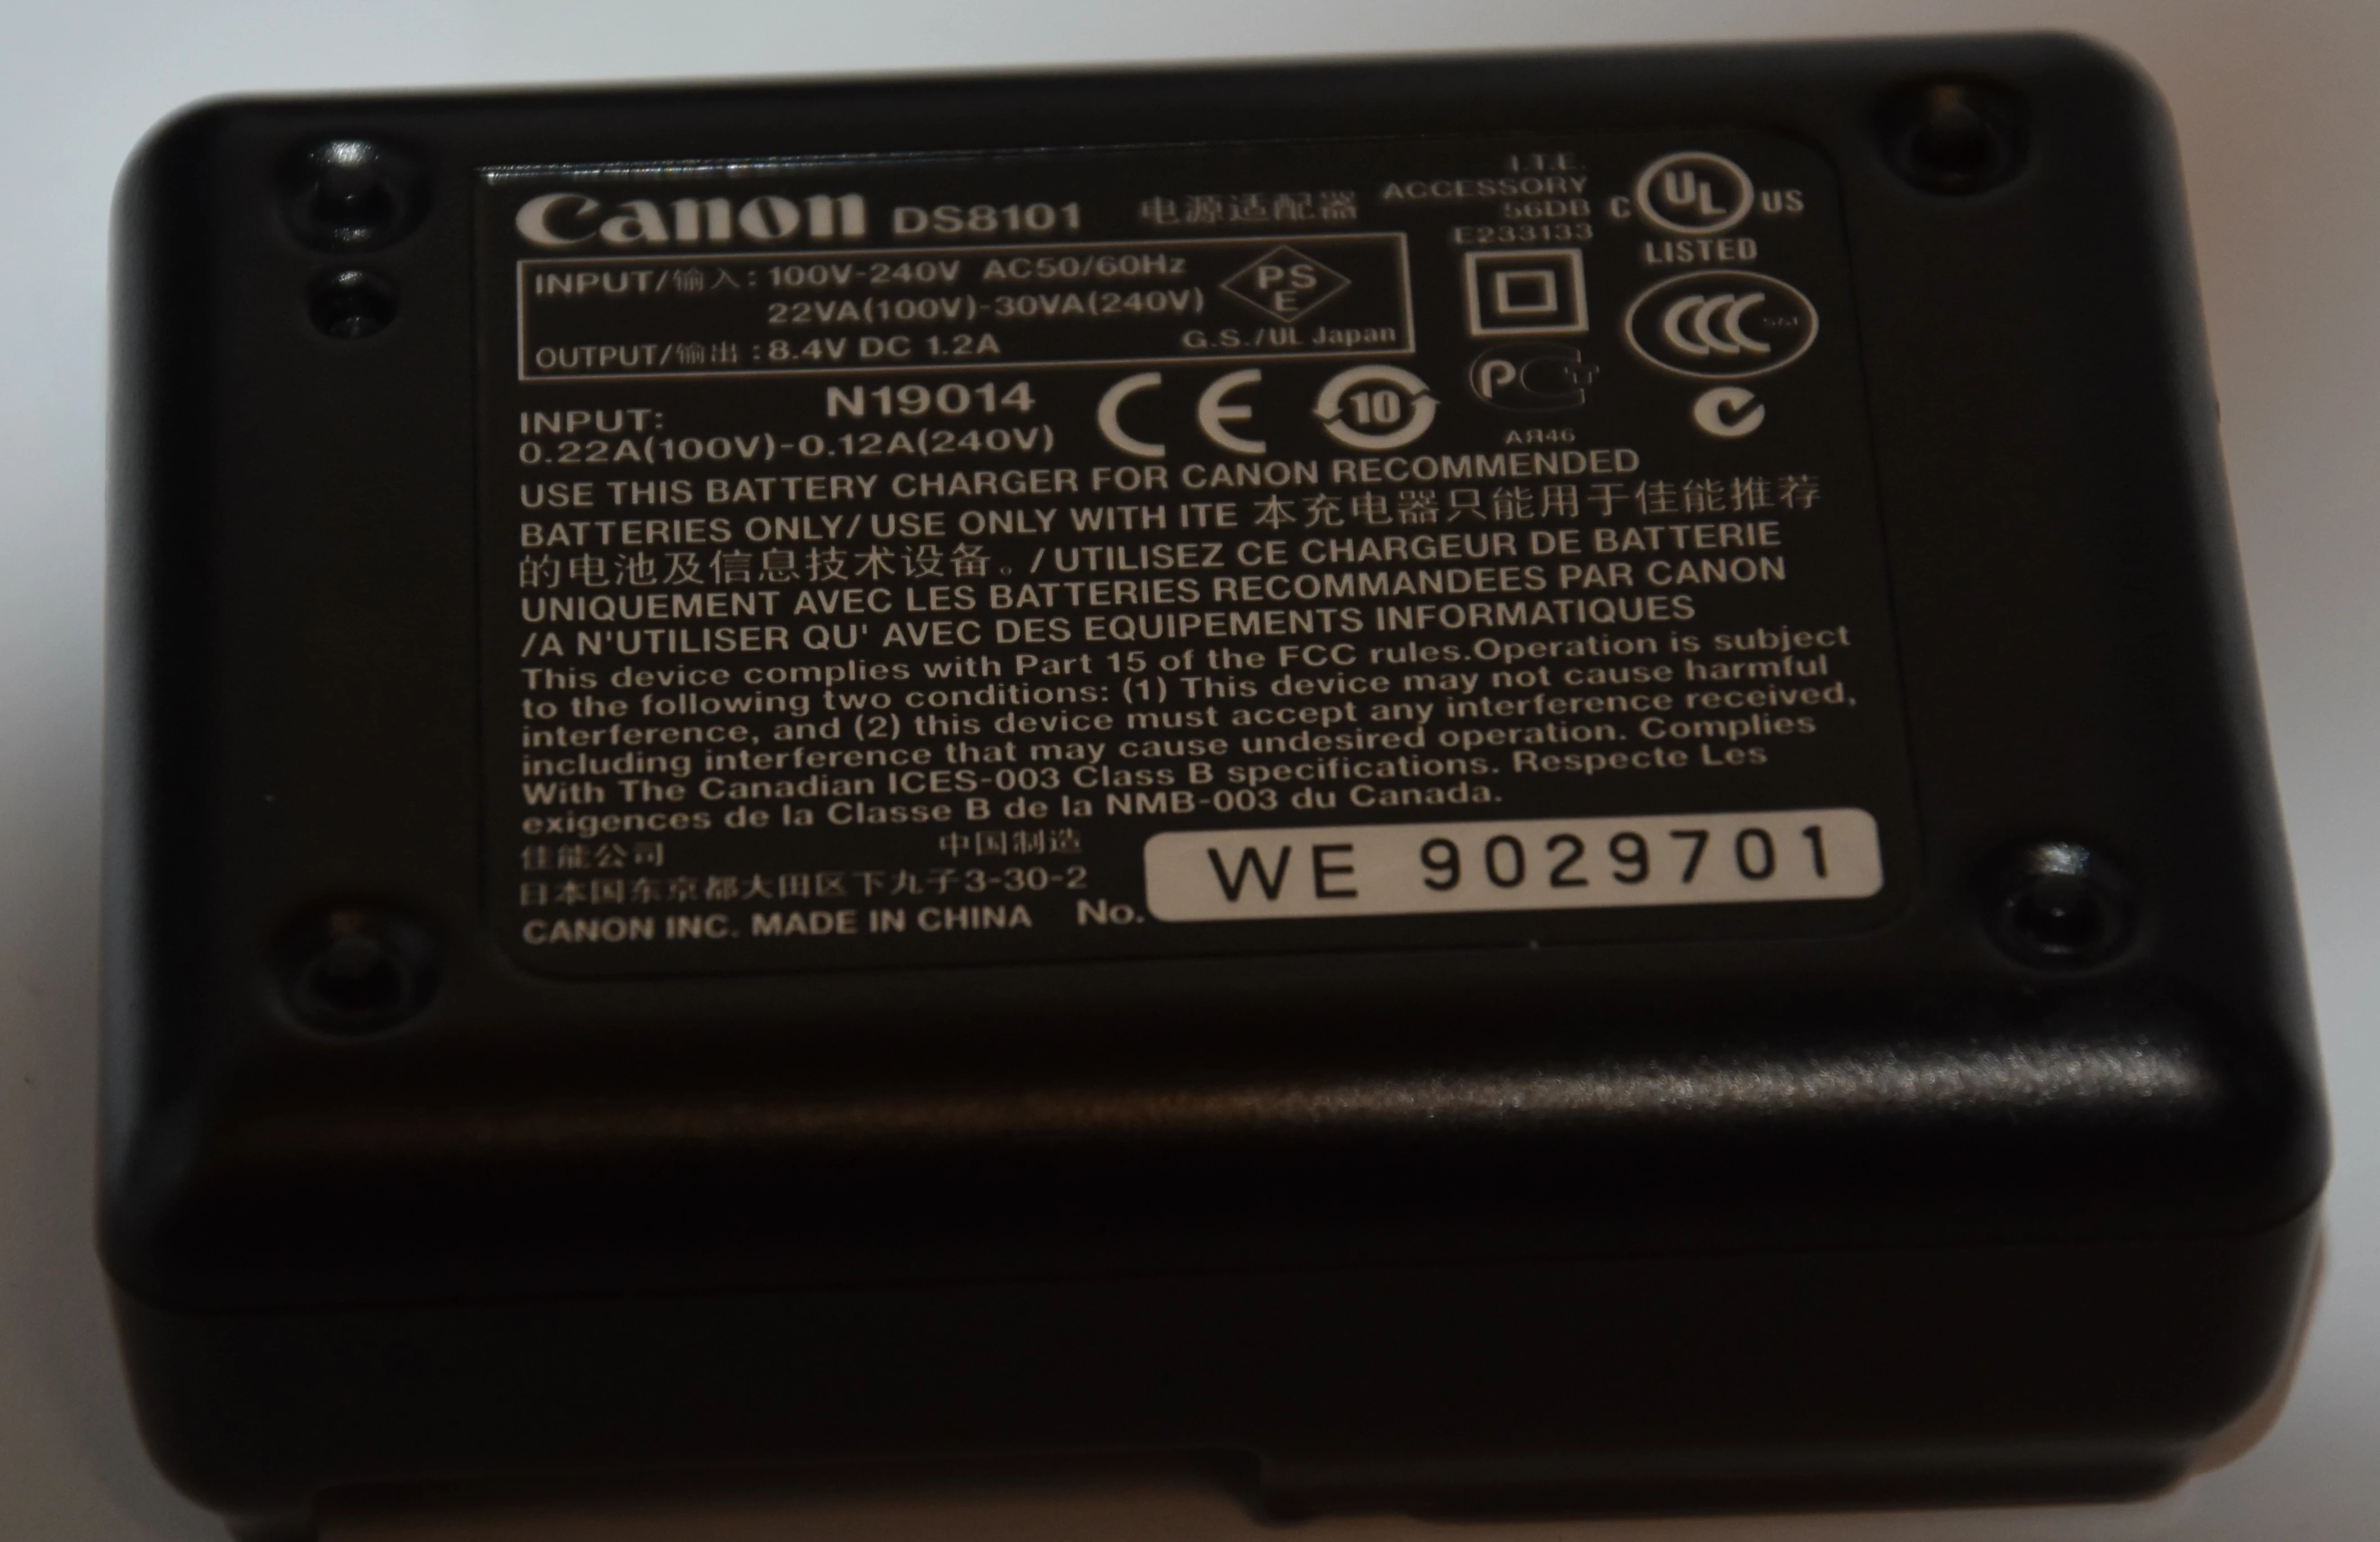 Canon DS8101 电源适配器
I.T.E.
ACCESSORY
56DB
E233133
C UL US
LISTED
INPUT/输入: 100V-240V AC50/60Hz
22VA(100V)-30VA(240V)
OUTPUT/输出: 8.4V DC 1.2A
PS
E
G.S./UL Japan
CCC
N19014
INPUT:
0.22A(100V)-0.12A(240V)
CE
10
PCT
АЯ46
USE THIS BATTERY CHARGER FOR CANON RECOMMENDED
BATTERIES ONLY/USE ONLY WITH ITE 本充电器只能用于佳能推荐
的电池及信息技术设备。/UTILISEZ CE CHARGEUR DE BATTERIE
UNIQUEMENT AVEC LES BATTERIES RECOMMANDEES PAR CANON
/A N'UTILISER QU' AVEC DES EQUIPEMENTS INFORMATIQUES
This device complies with Part 15 of the FCC rules.Operation is subject
to the following two conditions: (1) This device may not cause harmful
interference, and (2) this device must accept any interference received,
including interference that may cause undesired operation. Complies
With The Canadian ICES-003 Class B specifications. Respecte Les
exigences de la Classe B de la NMB-003 du Canada.
佳能公司 中国制造
日本国东京都大田区下丸子3-30-2
CANON INC. MADE IN CHINA No. WE 9029701